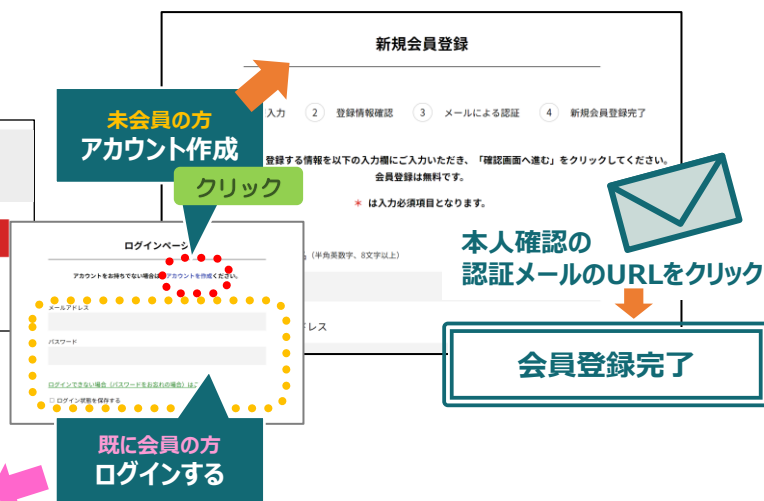 新規会員登録
入力 2 登録情報確認 3 メールによる認証 4 新規会員登録完了
登録する情報を以下の入力欄にご入力いただき、「確認画面へ進む」をクリックしてください。
会員登録は無料です。
* は入力必須項目となります。
(半角英数字、8文字以上)
ドレス
未会員の方
アカウント作成
クリック
ログインページ
アカウントをお持ちでない場合は アカウントを作成ください。
メールアドレス
パスワード
ログインできない場合(パスワードをお忘れの場合)はこ
ログイン状態を保存する
既に会員の方
ログインする
本人確認の
認証メールのURLをクリック
会員登録完了